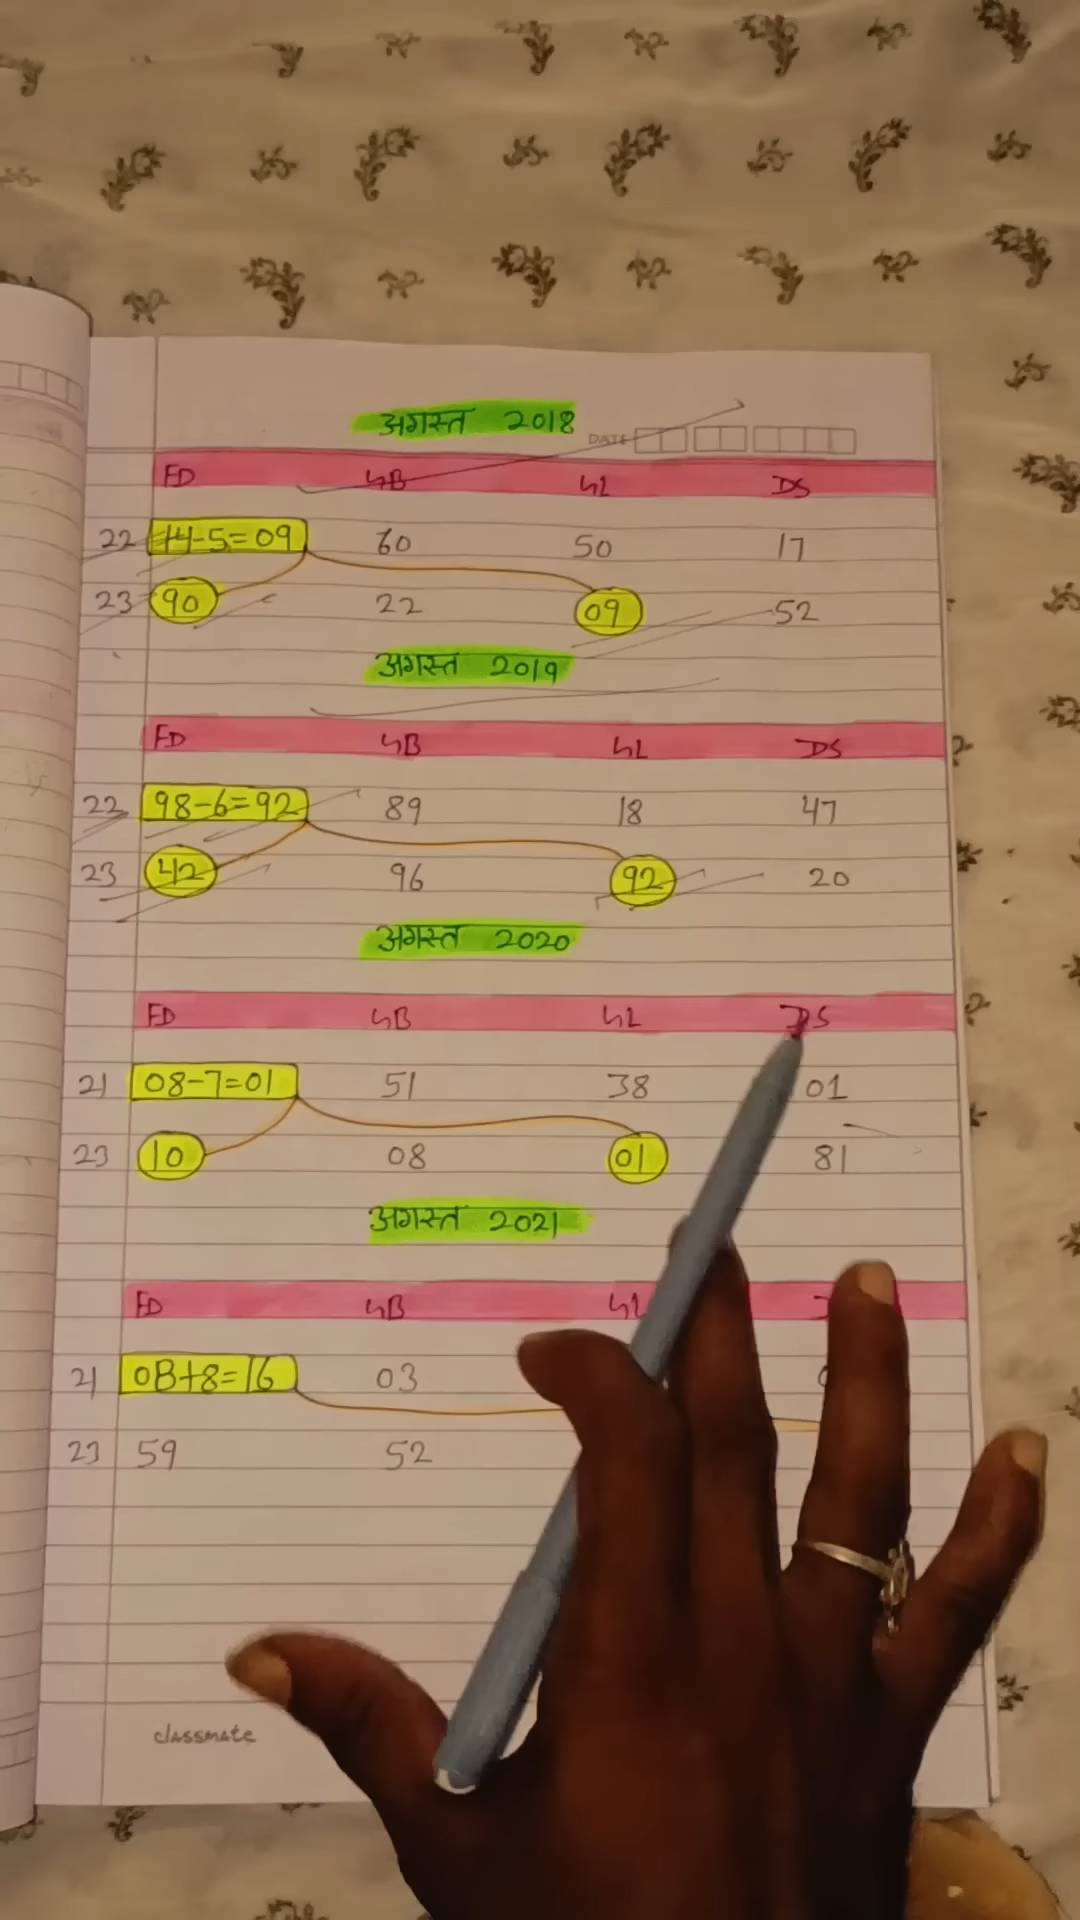 अगस्त 2018
DATE
FD GB GL DS
22 14-5=09 60 50 17
23 90 22 09 52
अगस्त 2019
FD GB GL DS
22 98-6=92 89 18 47
23 42 96 92 20
अगस्त 2020
FD GB GL DS
21 08-7=01 51 38 01
23 10 08 01 81
अगस्त 2021
FD GB GL
21 08+8=16 03
23 59 52
classmate